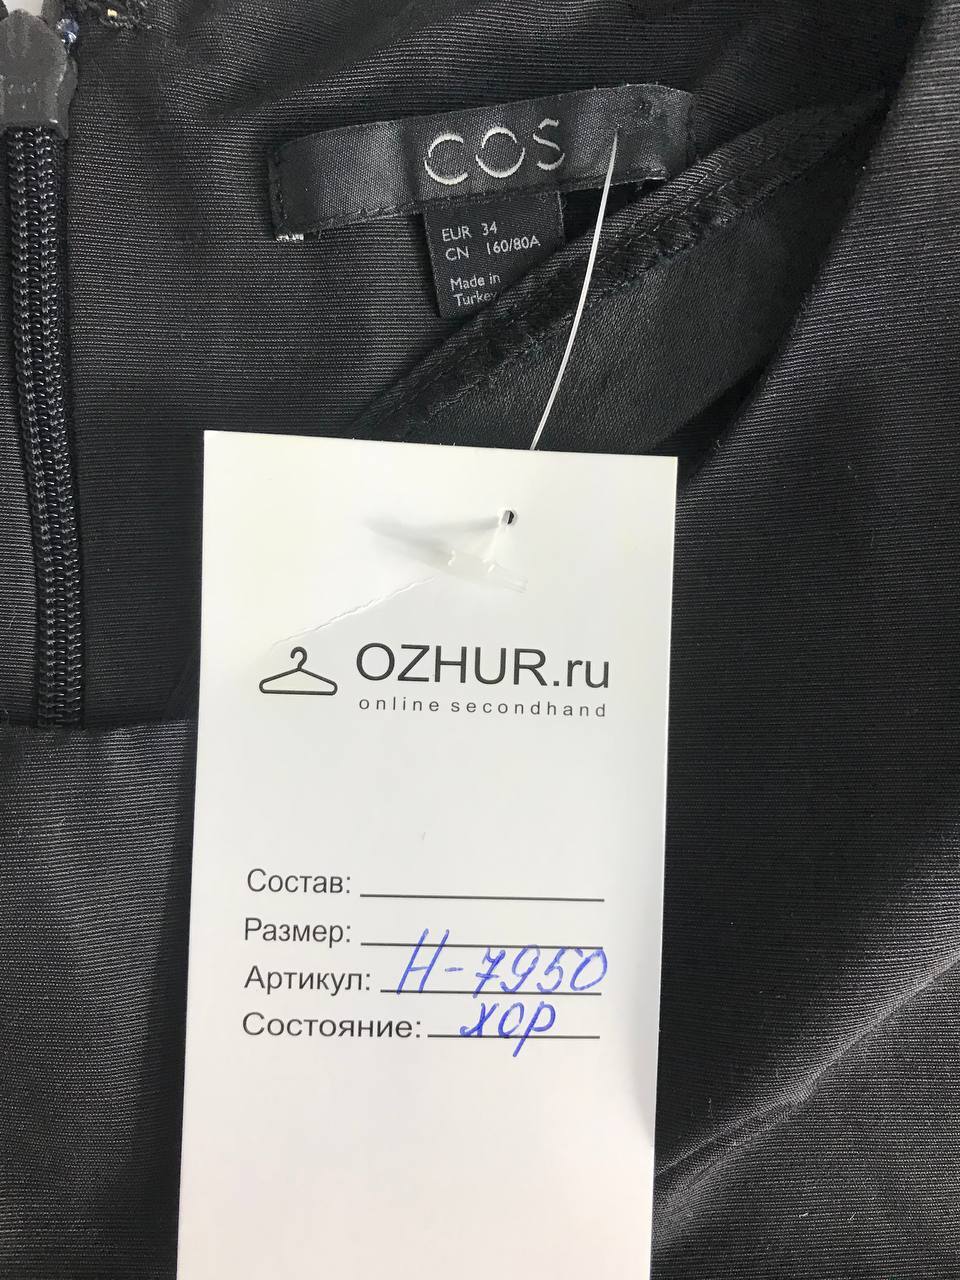 COS
EUR 34
CN 160/80A
Made in
Turkey
OZHUR.ru
online secondhand
Состав:
Размер:
Артикул: Н-7950
Состояние: хор